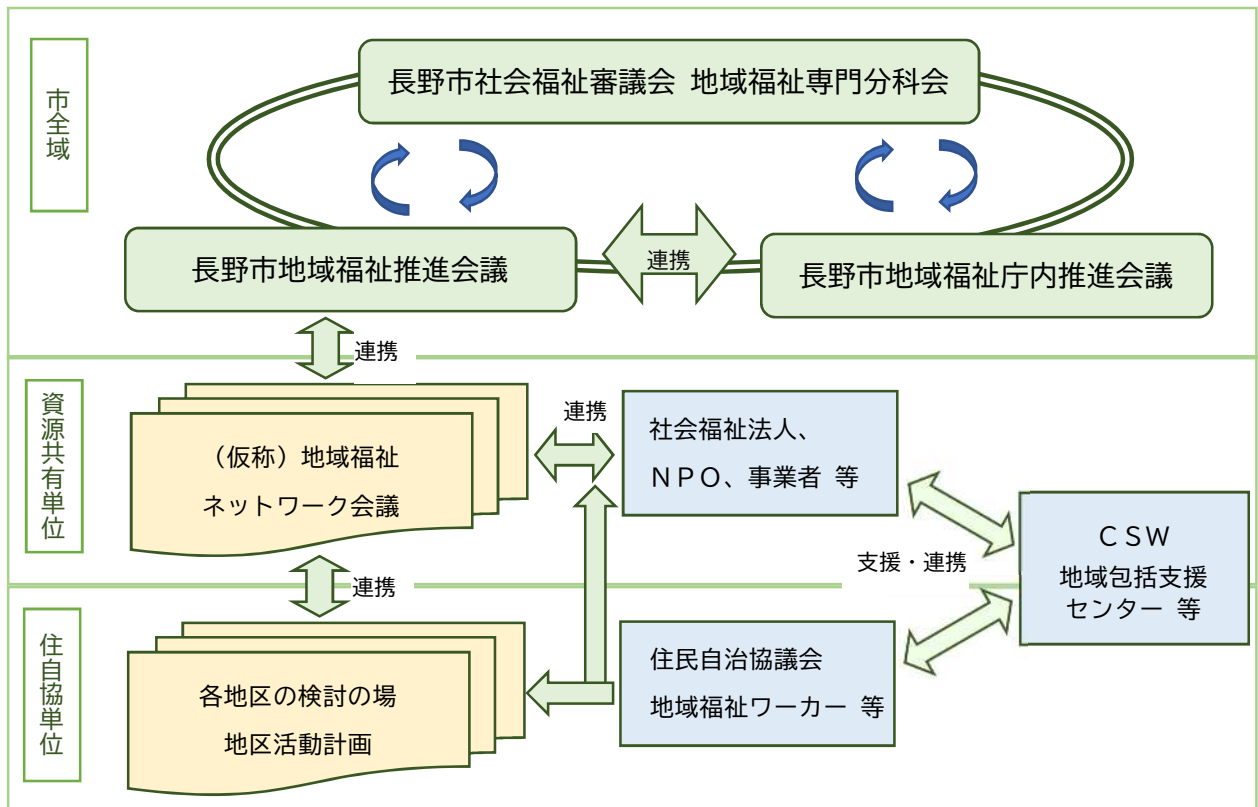 市全域
長野市社会福祉審議会 地域福祉専門分科会
長野市地域福祉推進会議
連携
長野市地域福祉庁内推進会議
連携
資源共有単位
(仮称)地域福祉
ネットワーク会議
連携
社会福祉法人、
NPO、事業者 等
支援・連携
CSW
地域包括支援
センター 等
連携
住自協単位
各地区の検討の場
地区活動計画
住民自治協議会
地域福祉ワーカー 等